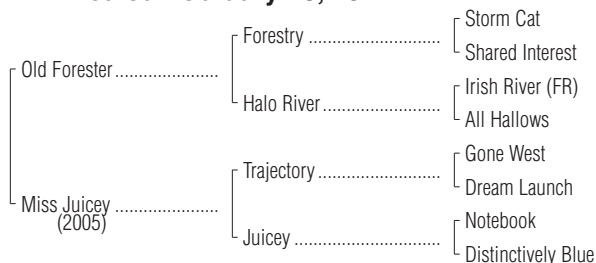 Storm Cat
Forestry ..................................
Shared Interest
Old Forester ..........................
Irish River (FR)
Halo River ..............................
All Hallows
Gone West
Trajectory ...............................
Dream Launch
Miss Juicey ..........................
(2005)
Notebook
Juicey .....................................
Distinctively Blue